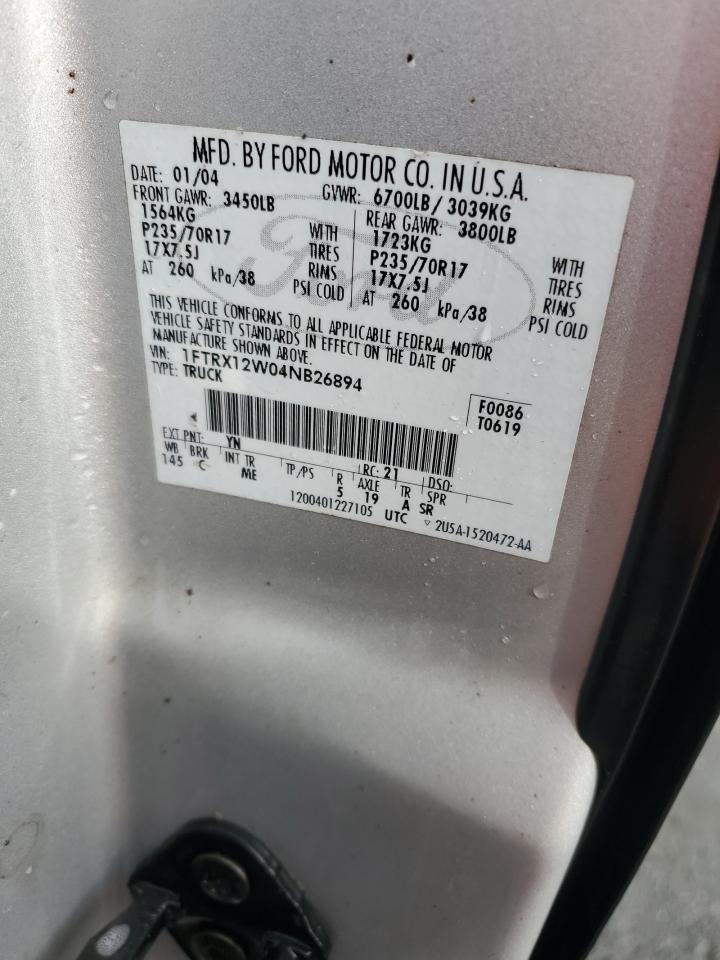 MFD. BY FORD MOTOR CO. IN U.S.A.
DATE: 01/04 GVWR: 6700LB/ 3039KG
FRONT GAWR: 3450LB REAR GAWR: 3800LB
1564KG 1723KG
P235/70R17 WITH P235/70R17 WITH
17X7.5J TIRES 17X7.5J TIRES
RIMS RIMS
AT 260 kPa/38 PSI COLD AT 260 kPa/38 PSI COLD
Ford
THIS VEHICLE CONFORMS TO ALL APPLICABLE FEDERAL MOTOR
VEHICLE SAFETY STANDARDS IN EFFECT ON THE DATE OF
MANUFACTURE SHOWN ABOVE.
VIN: 1FTRX12W04NB26894
TYPE: TRUCK
F0086
T0619
EXT PNT: YN RC: 21 DSO:
WB BRK INT TR TP/PS R AXLE TR SPR
145 C ME 5 19 A SR
1200401227105 UTC 2U5A-1520472-AA